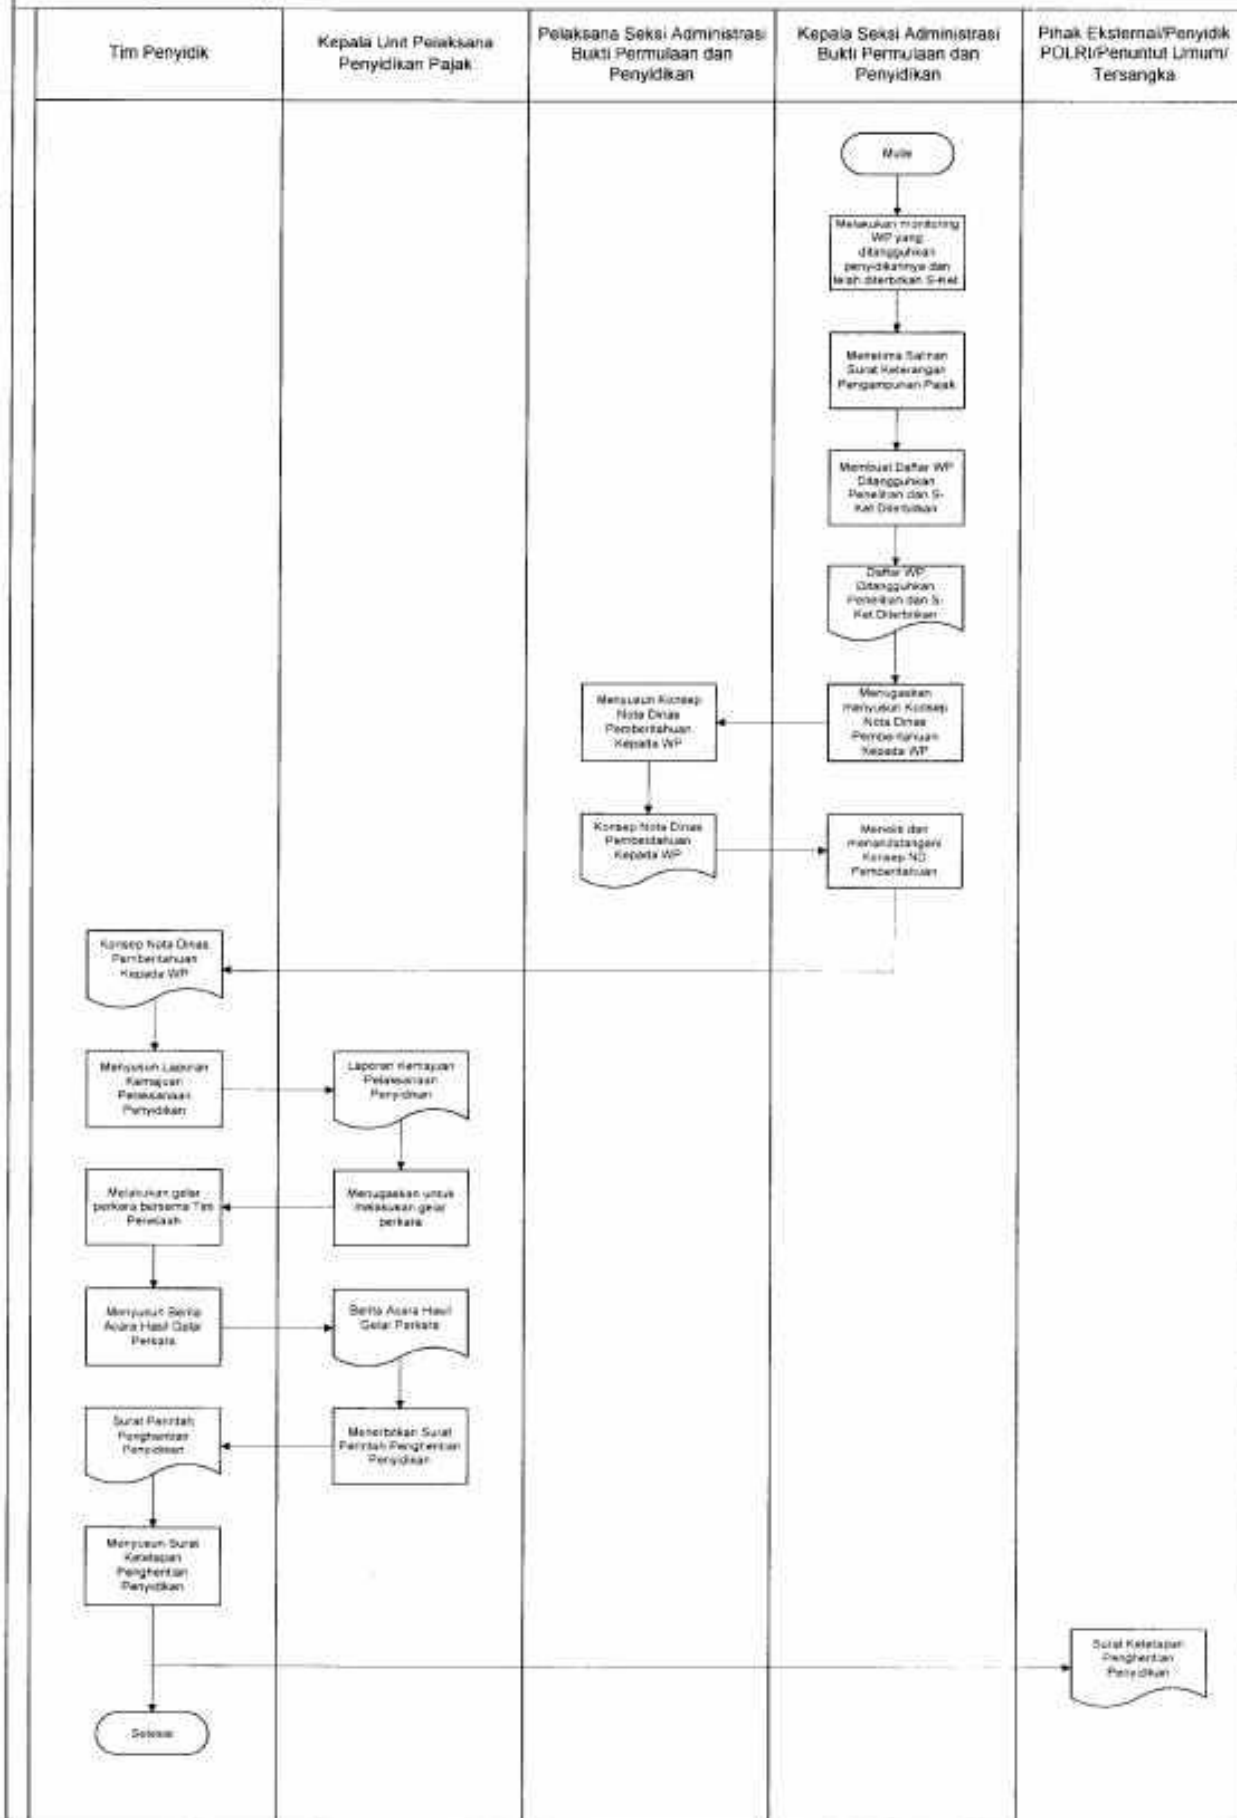 Tim Penyidik
Kepala Unit Pelaksana
Penyidikan Pajak
Pelaksana Seksi Administrasi
Bukti Permulaan dan
Penyidikan
Kepala Seksi Administrasi
Bukti Permulaan dan
Penyidikan
Pihak Eksternal/Penyidik
POLRI/Penuntut Umum/
Tersangka
Mulai
Melakukan monitoring
WP yang
ditangguhkan
penyidikannya dan
telah diterbitkan S-Ket
Menerima Salinan
Surat Keterangan
Pengampunan Pajak
Membuat Daftar WP
Ditangguhkan
Penelitian dan S-
Ket Diterbitkan
Daftar WP
Ditangguhkan
Penelitian dan S-
Ket Diterbitkan
Menyusun Konsep
Nota Dinas
Pemberitahuan
Kepada WP
Menugaskan
menyusun Konsep
Nota Dinas
Pemberitahuan
Kepada WP
Konsep Nota Dinas
Pemberitahuan
Kepada WP
Meneliti dan
menandatangani
Konsep ND
Pemberitahuan
Konsep Nota Dinas
Pemberitahuan
Kepada WP
Menyusun Laporan
Kemajuan
Pelaksanaan
Penyidikan
Laporan Kemajuan
Pelaksanaan
Penyidikan
Melakukan gelar
perkara bersama Tim
Penelaah
Menugaskan untuk
melakukan gelar
perkara
Menyusun Berita
Acara Hasil Gelar
Perkara
Berita Acara Hasil
Gelar Perkara
Surat Perintah
Penghentian
Penyidikan
Menerbitkan Surat
Perintah Penghentian
Penyidikan
Menyusun Surat
Ketetapan
Penghentian
Penyidikan
Surat Ketetapan
Penghentian
Penyidikan
Selesai